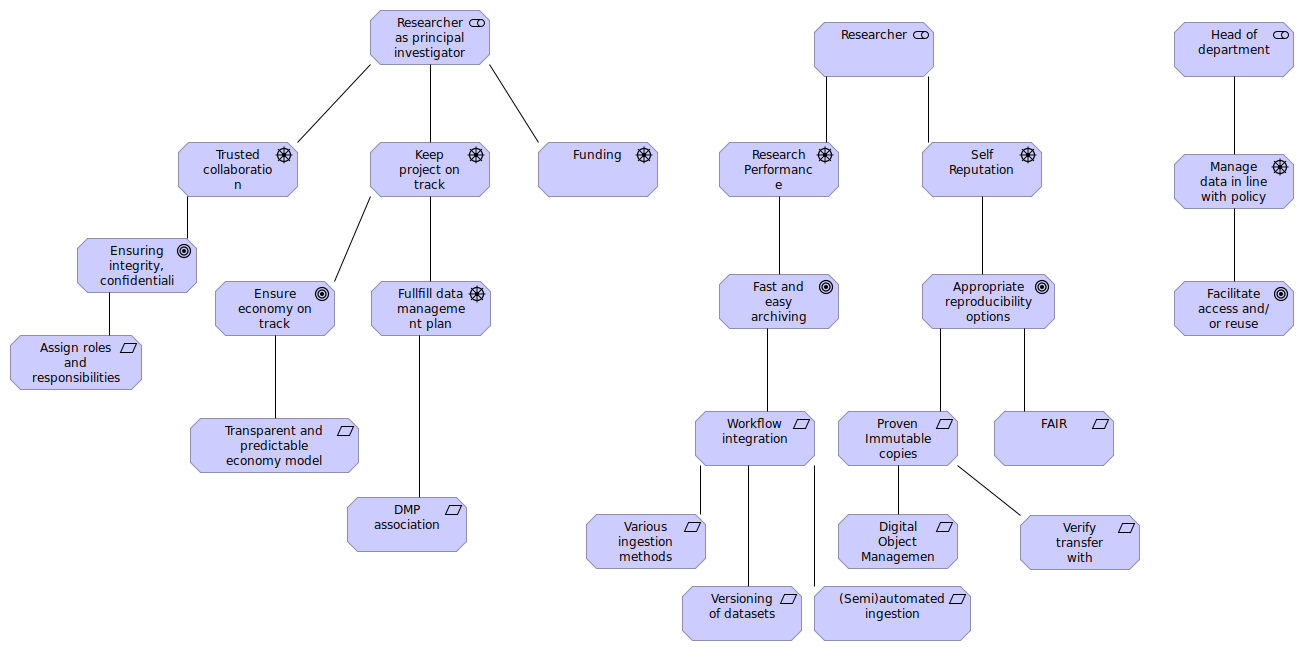 Researcher
as principal
investigator
Researcher
Head of
department
Trusted
collaboratio
n
Keep
project on
track
Funding
Research
Performanc
e
Self
Reputation
Manage
data in line
with policy
Ensuring
integrity,
confidentiali
Ensure
economy on
track
Fullfill data
manageme
nt plan
Fast and
easy
archiving
Appropriate
reproducibility
options
Facilitate
access and/
or reuse
Assign roles
and
responsibilities
Transparent and
predictable
economy model
Workflow
integration
Proven
Immutable
copies
FAIR
DMP
association
Various
ingestion
methods
Digital
Object
Managemen
Verify
transfer
with
Versioning
of datasets
(Semi)automated
ingestion